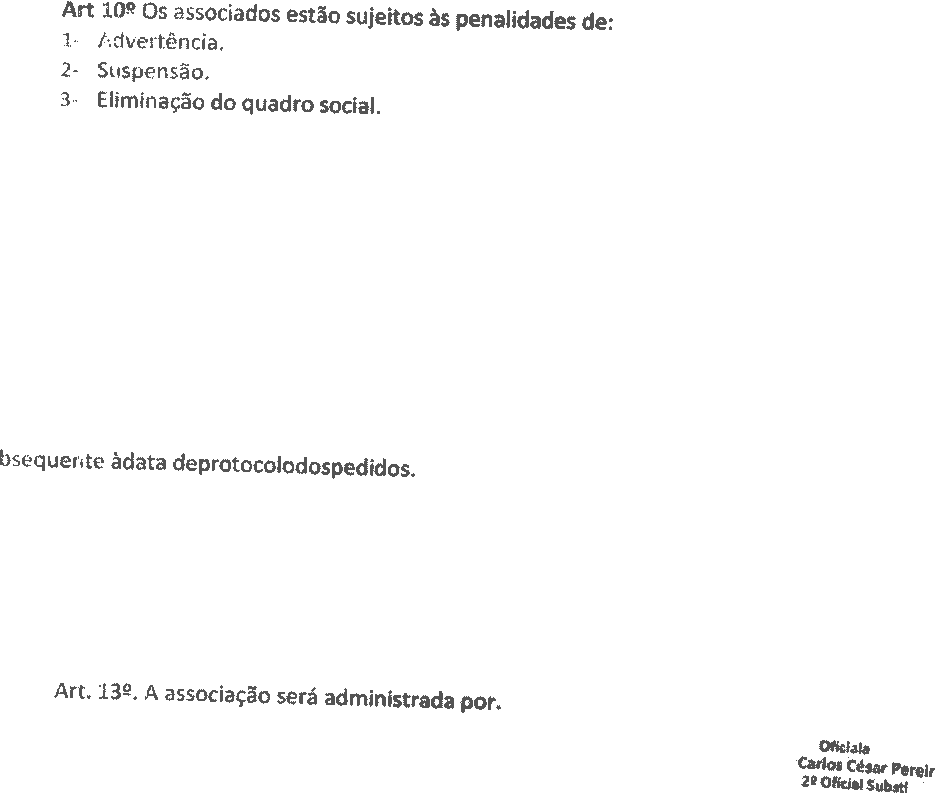 Art 10º Os associados estão sujeitos às penalidades de:
1- Advertência.
2- Suspensão.
3- Eliminação do quadro social.
bsequente àdata deprotocolodospedidos.
Art. 13º. A associação será administrada por.
Oficiala
Carlos César Pereir
2º Oficial Substi